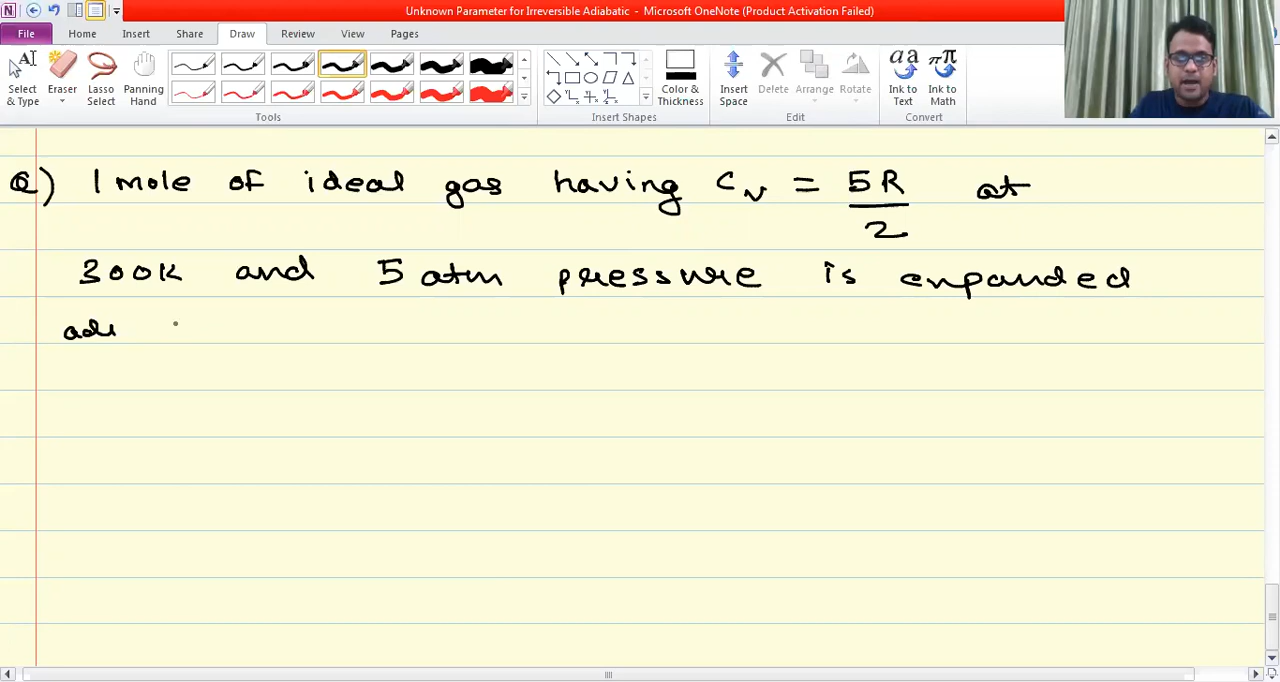 Unknown Parameter for Irreversible Adiabatic - Microsoft OneNote (Product Activation Failed)
File Home Insert Share Draw Review View Pages
Select & Type Eraser Lasso Select Panning Hand Color & Thickness Insert Space Delete Arrange Rotate Ink to Text Ink to Math
Tools Insert Shapes Edit Convert
Q) 1 mole of ideal gas having Cv = 5R/2 at
300K and 5 atm pressure is expanded
adi